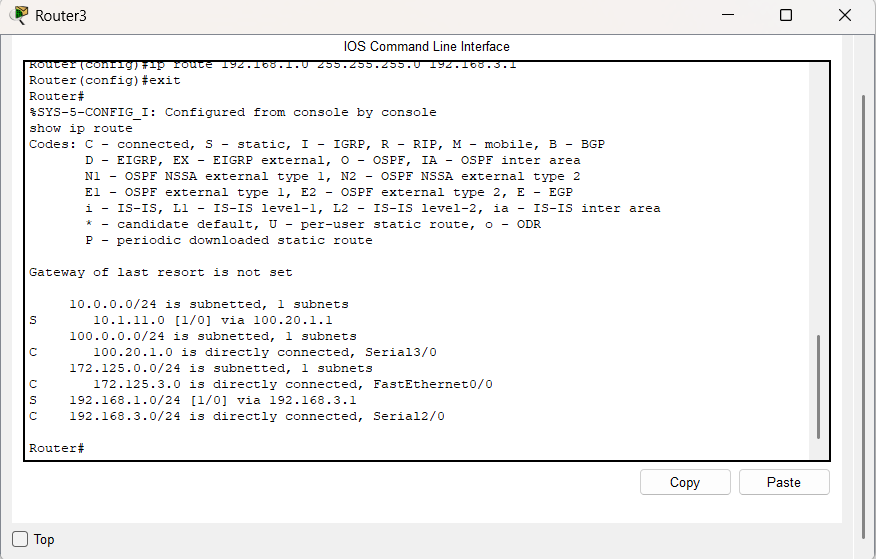 Router3
IOS Command Line Interface
Router(config)#ip route 192.168.1.0 255.255.255.0 192.168.3.1
Router(config)#exit
Router#
%SYS-5-CONFIG_I: Configured from console by console
show ip route
Codes: C - connected, S - static, I - IGRP, R - RIP, M - mobile, B - BGP
D - EIGRP, EX - EIGRP external, O - OSPF, IA - OSPF inter area
N1 - OSPF NSSA external type 1, N2 - OSPF NSSA external type 2
E1 - OSPF external type 1, E2 - OSPF external type 2, E - EGP
i - IS-IS, L1 - IS-IS level-1, L2 - IS-IS level-2, ia - IS-IS inter area
* - candidate default, U - per-user static route, o - ODR
P - periodic downloaded static route
Gateway of last resort is not set
10.0.0.0/24 is subnetted, 1 subnets
S 10.1.11.0 [1/0] via 100.20.1.1
100.0.0.0/24 is subnetted, 1 subnets
C 100.20.1.0 is directly connected, Serial3/0
172.125.0.0/24 is subnetted, 1 subnets
C 172.125.3.0 is directly connected, FastEthernet0/0
S 192.168.1.0/24 [1/0] via 192.168.3.1
C 192.168.3.0/24 is directly connected, Serial2/0
Router#
Copy
Paste
Top